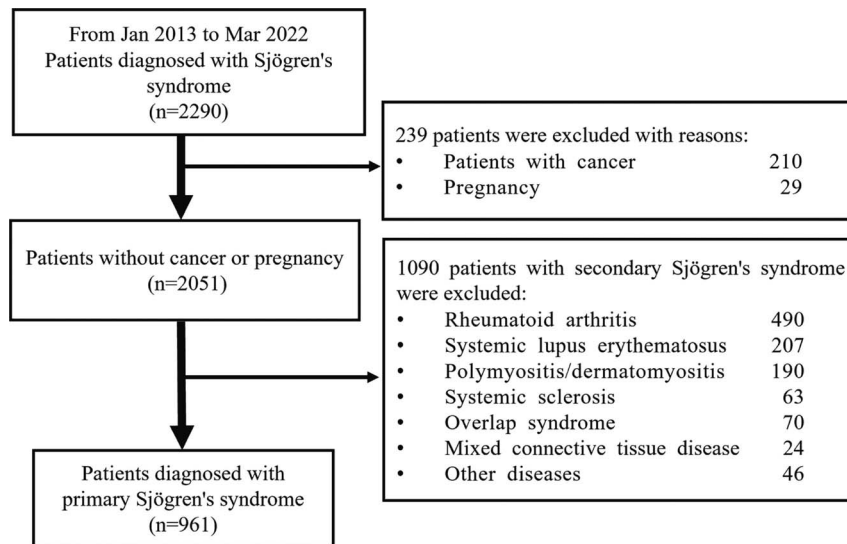 From Jan 2013 to Mar 2022
Patients diagnosed with Sjögren's
syndrome
(n=2290)
239 patients were excluded with reasons:
• Patients with cancer 210
• Pregnancy 29
Patients without cancer or pregnancy
(n=2051)
1090 patients with secondary Sjögren's syndrome
were excluded:
• Rheumatoid arthritis 490
• Systemic lupus erythematosus 207
• Polymyositis/dermatomyositis 190
• Systemic sclerosis 63
• Overlap syndrome 70
• Mixed connective tissue disease 24
• Other diseases 46
Patients diagnosed with
primary Sjögren's syndrome
(n=961)